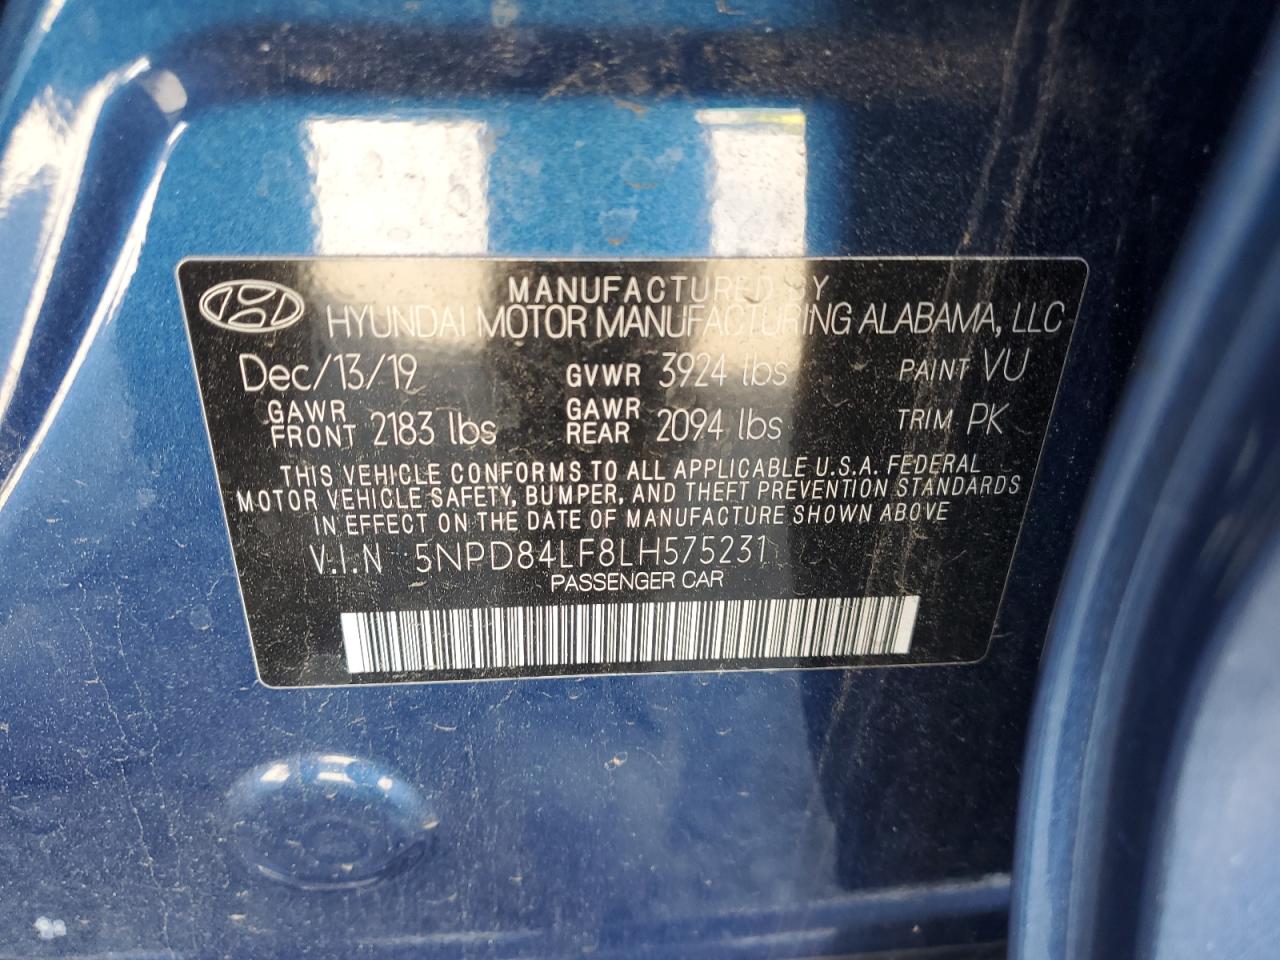 MANUFACTURED BY
HYUNDAI MOTOR MANUFACTURING ALABAMA, LLC
Dec/13/19 GVWR 3924 lbs PAINT VU
GAWR FRONT 2183 lbs GAWR REAR 2094 lbs TRIM PK
THIS VEHICLE CONFORMS TO ALL APPLICABLE U.S.A. FEDERAL
MOTOR VEHICLE SAFETY, BUMPER, AND THEFT PREVENTION STANDARDS
IN EFFECT ON THE DATE OF MANUFACTURE SHOWN ABOVE
V.I.N 5NPD84LF8LH575231
PASSENGER CAR